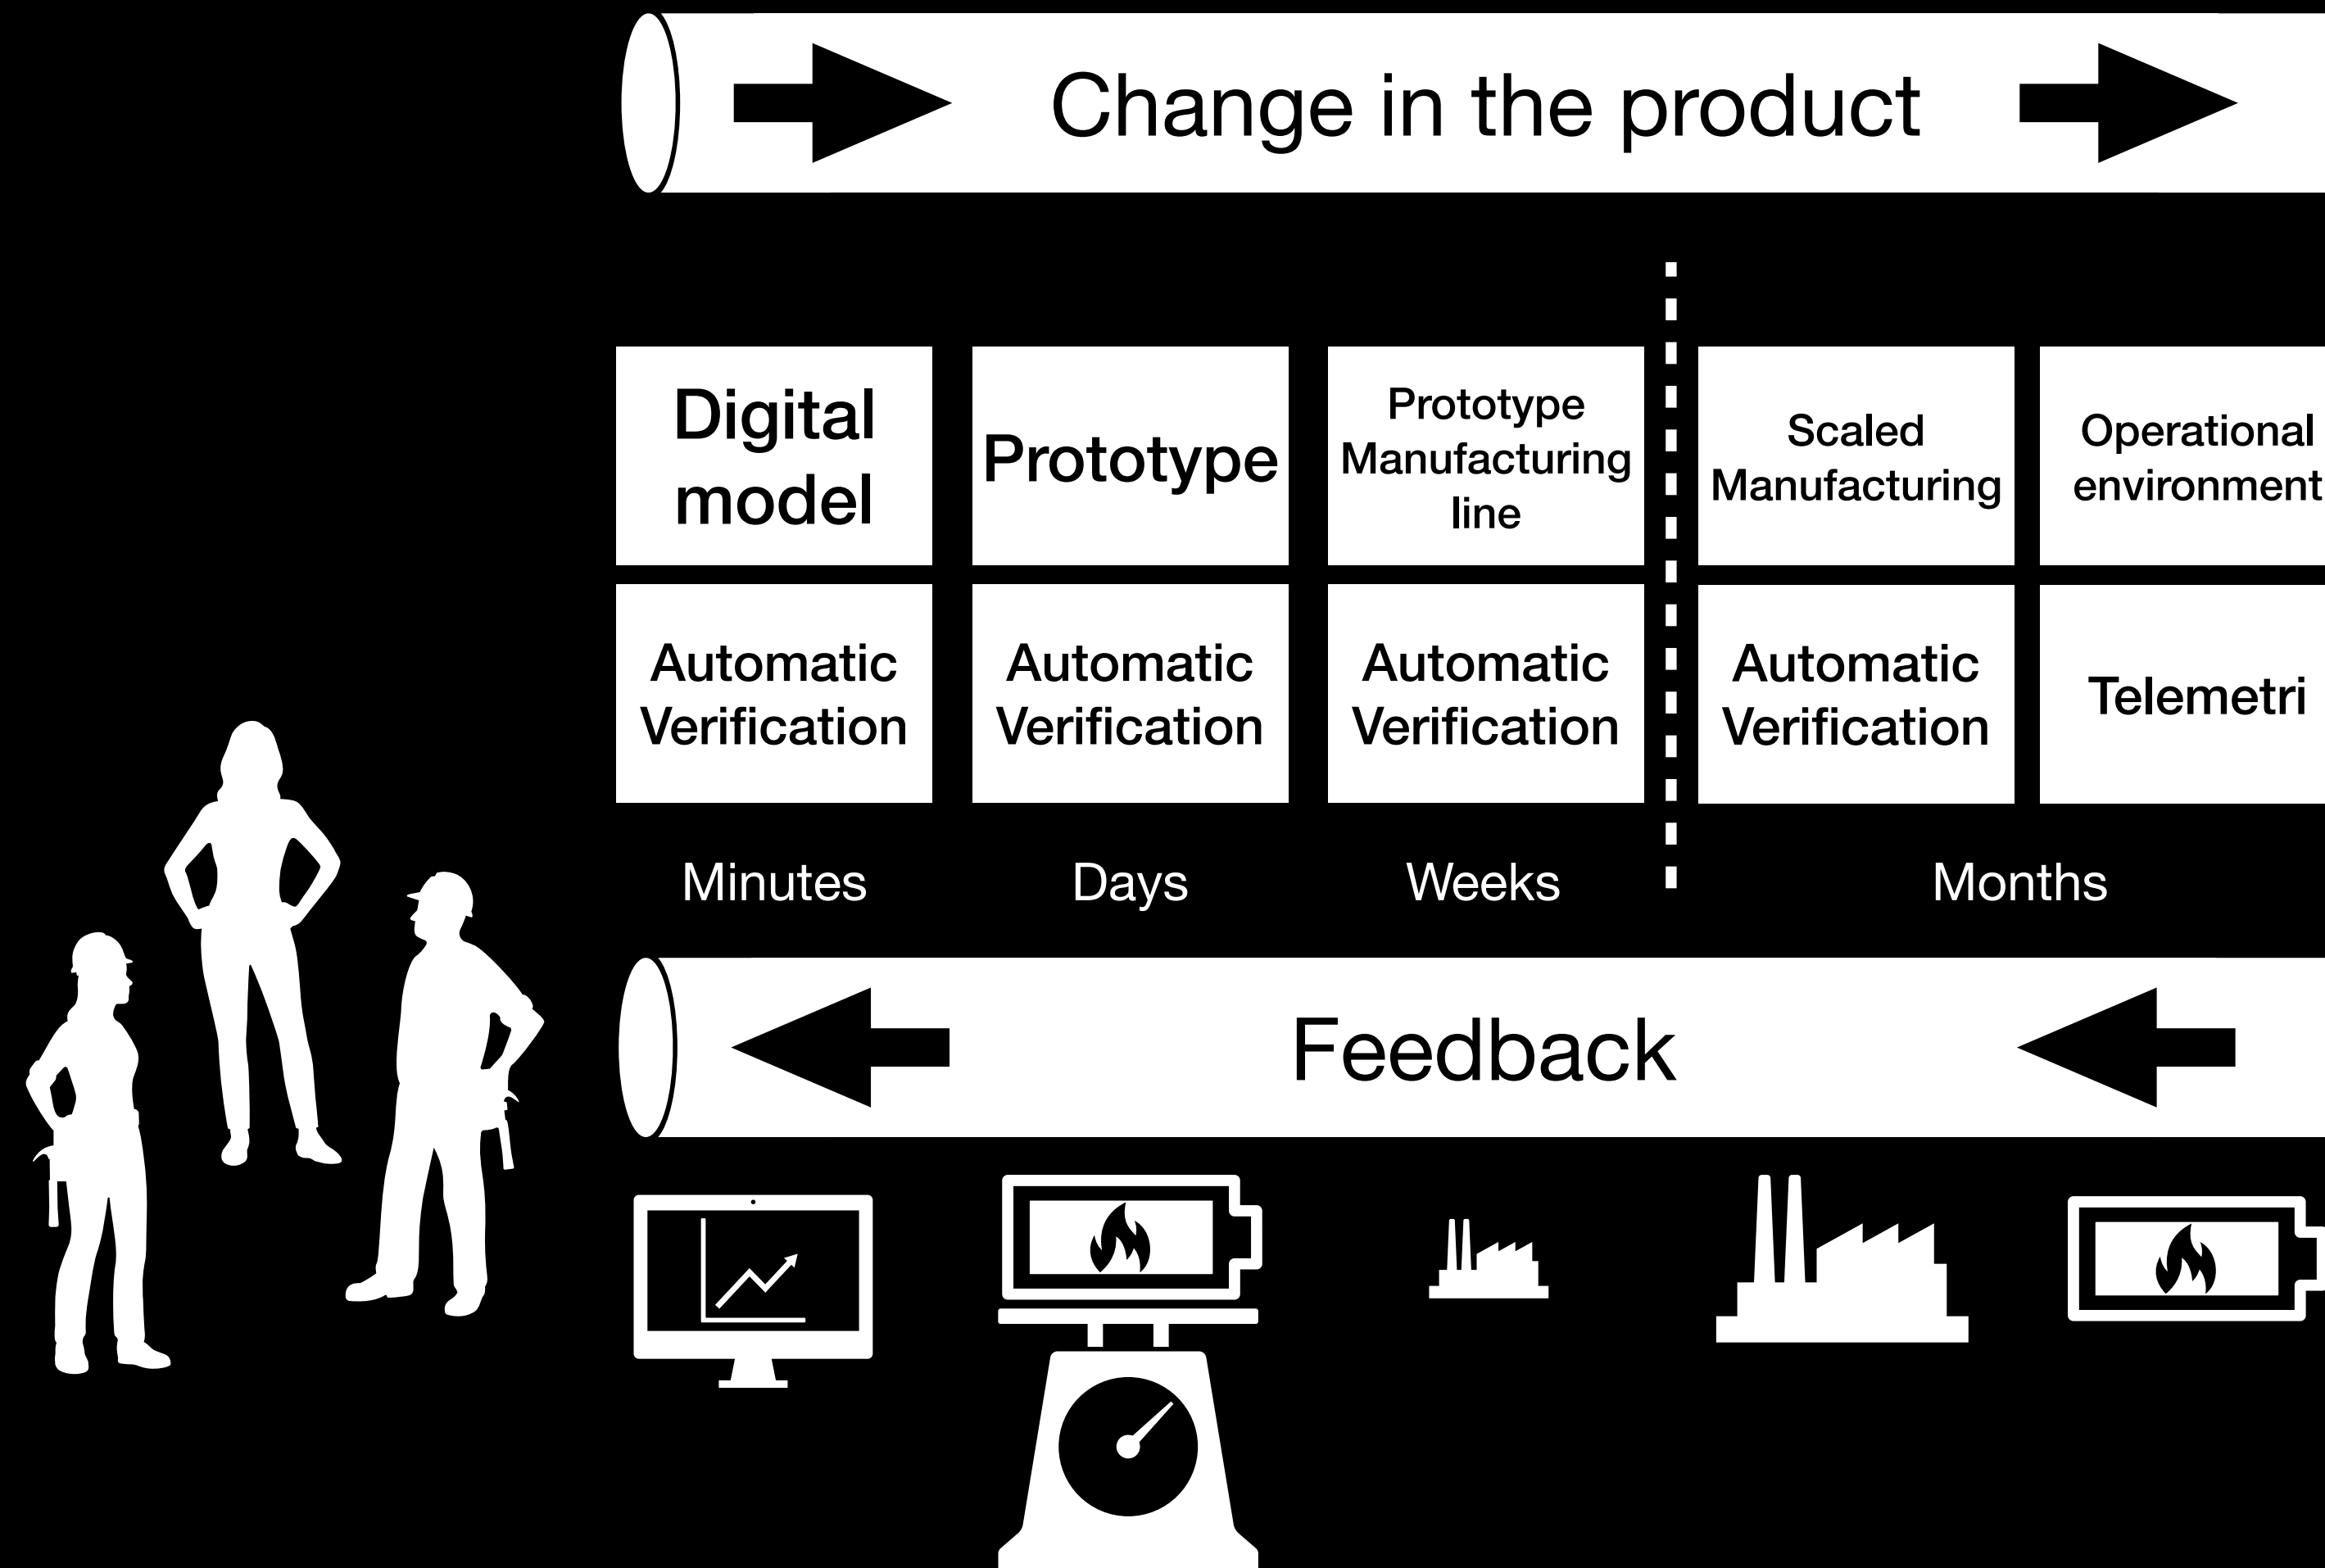 Change in the product
Digital
model
Prototype
Prototype
Manufacturing
line
Scaled
Manufacturing
Operational
environment
Automatic
Verification
Automatic
Verification
Automatic
Verification
Automatic
Verification
Telemetri
Minutes
Days
Weeks
Months
Feedback